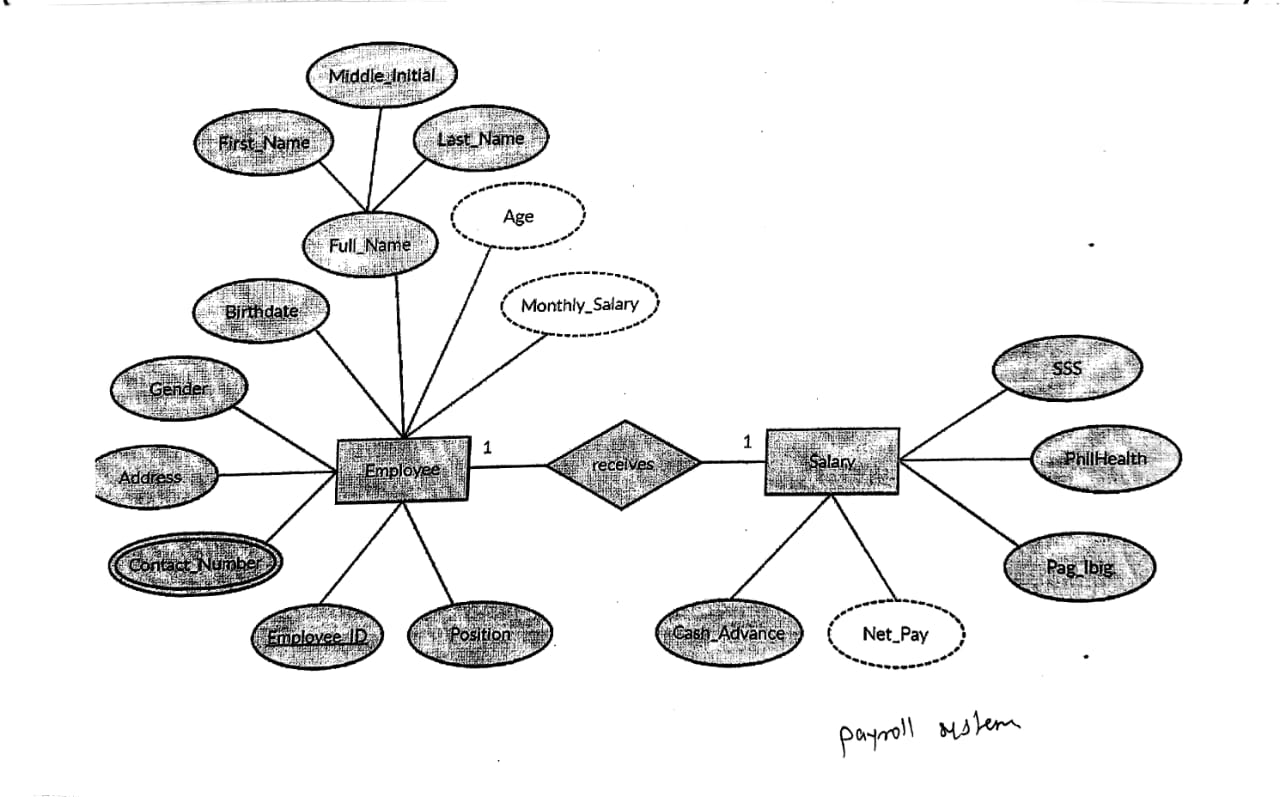 Middle_Initial
First_Name
Last_Name
Age
Full_Name
Monthly_Salary
Birthdate
SSS
Gender
1
1
Employee
receives
Salary
PhilHealth
Address
Contact_Number
Pag_Ibig
Employee_ID
Position
Cash_Advance
Net_Pay
payroll system